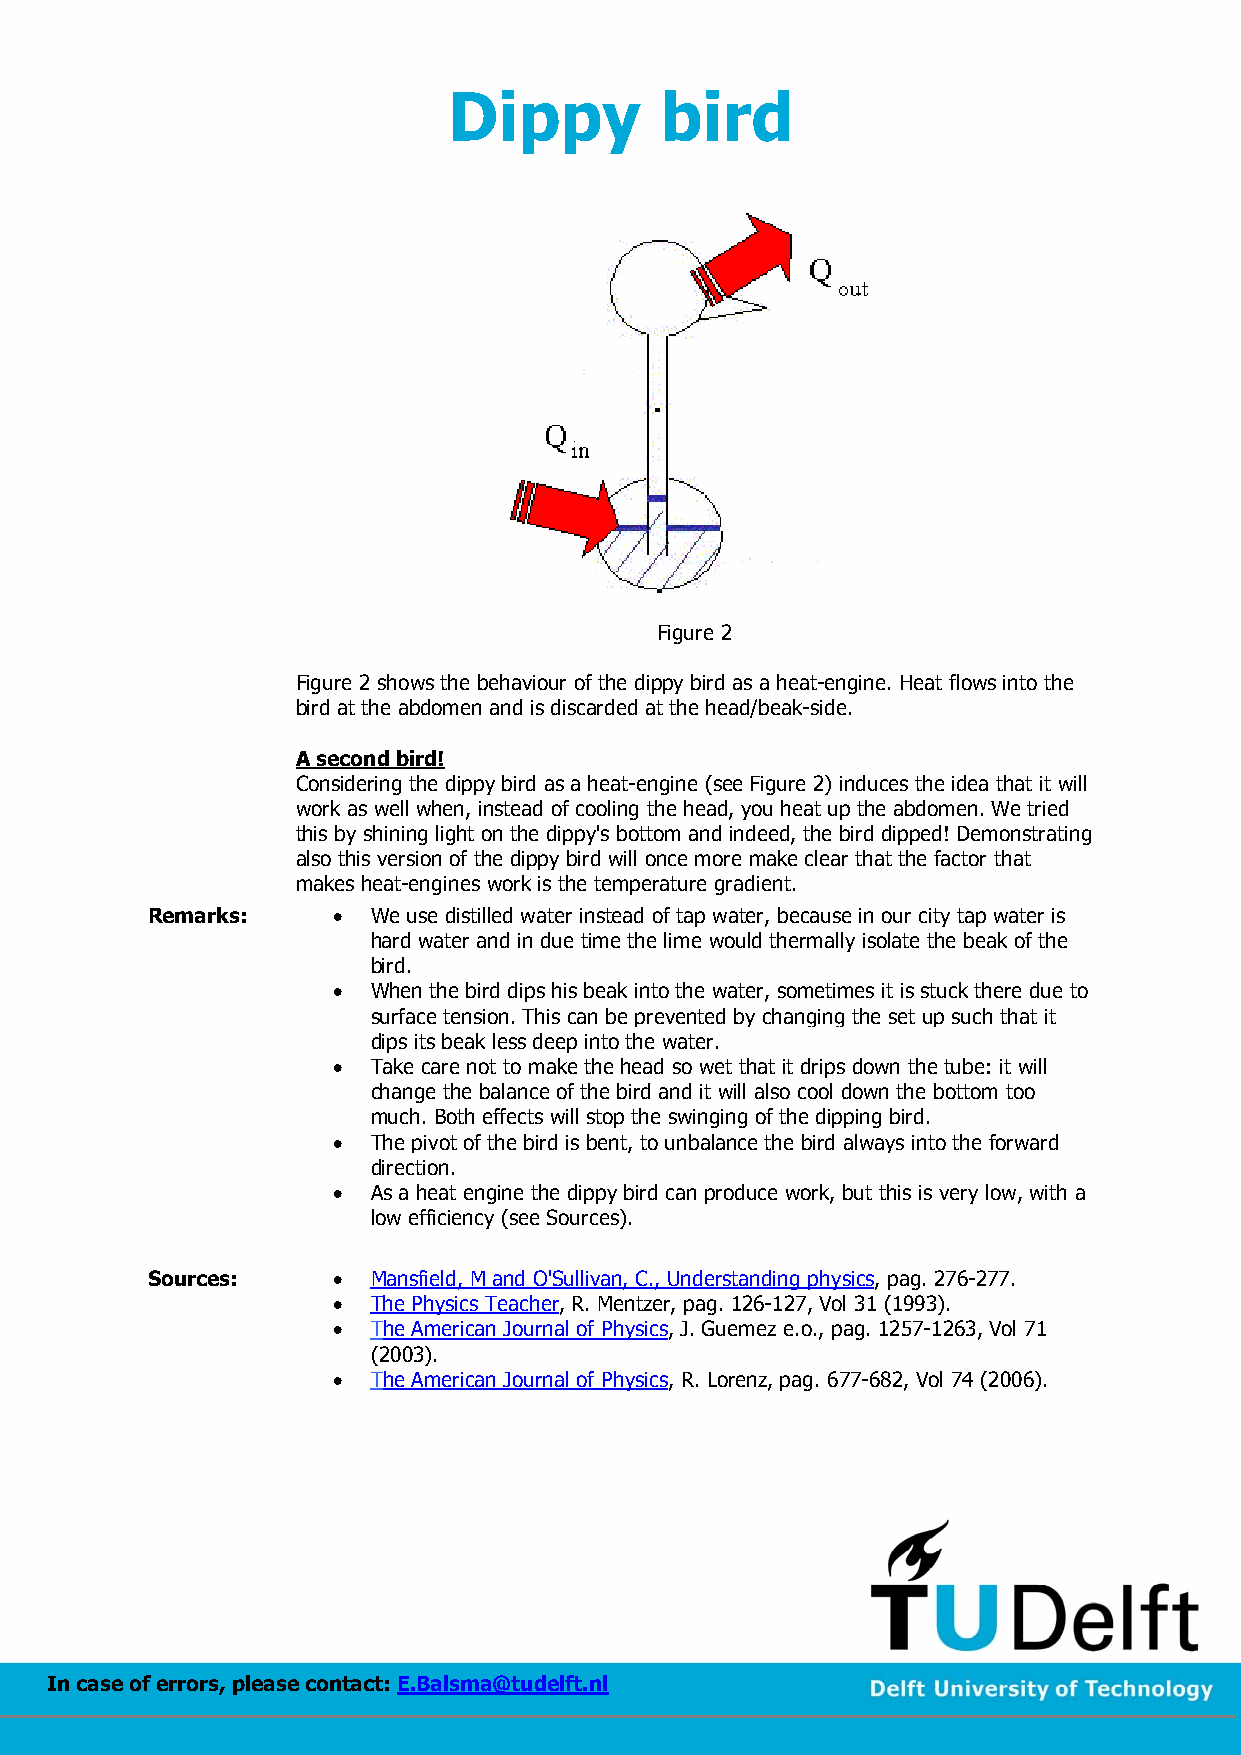 Dippy bird
Q out
Q in
Figure 2
Figure 2 shows the behaviour of the dippy bird as a heat-engine. Heat flows into the
bird at the abdomen and is discarded at the head/beak-side.
A second bird!
Considering the dippy bird as a heat-engine (see Figure 2) induces the idea that it will
work as well when, instead of cooling the head, you heat up the abdomen. We tried
this by shining light on the dippy's bottom and indeed, the bird dipped! Demonstrating
also this version of the dippy bird will once more make clear that the factor that
makes heat-engines work is the temperature gradient.
Remarks: • We use distilled water instead of tap water, because in our city tap water is
hard water and in due time the lime would thermally isolate the beak of the
bird.
• When the bird dips his beak into the water, sometimes it is stuck there due to
surface tension. This can be prevented by changing the set up such that it
dips its beak less deep into the water.
• Take care not to make the head so wet that it drips down the tube: it will
change the balance of the bird and it will also cool down the bottom too
much. Both effects will stop the swinging of the dipping bird.
• The pivot of the bird is bent, to unbalance the bird always into the forward
direction.
• As a heat engine the dippy bird can produce work, but this is very low, with a
low efficiency (see Sources).
Sources: • Mansfield, M and O'Sullivan, C., Understanding physics, pag. 276-277.
• The Physics Teacher, R. Mentzer, pag. 126-127, Vol 31 (1993).
• The American Journal of Physics, J. Guemez e.o., pag. 1257-1263, Vol 71
(2003).
• The American Journal of Physics, R. Lorenz, pag. 677-682, Vol 74 (2006).
TUDelft
In case of errors, please contact: E.Balsma@tudelft.nl
Delft University of Technology